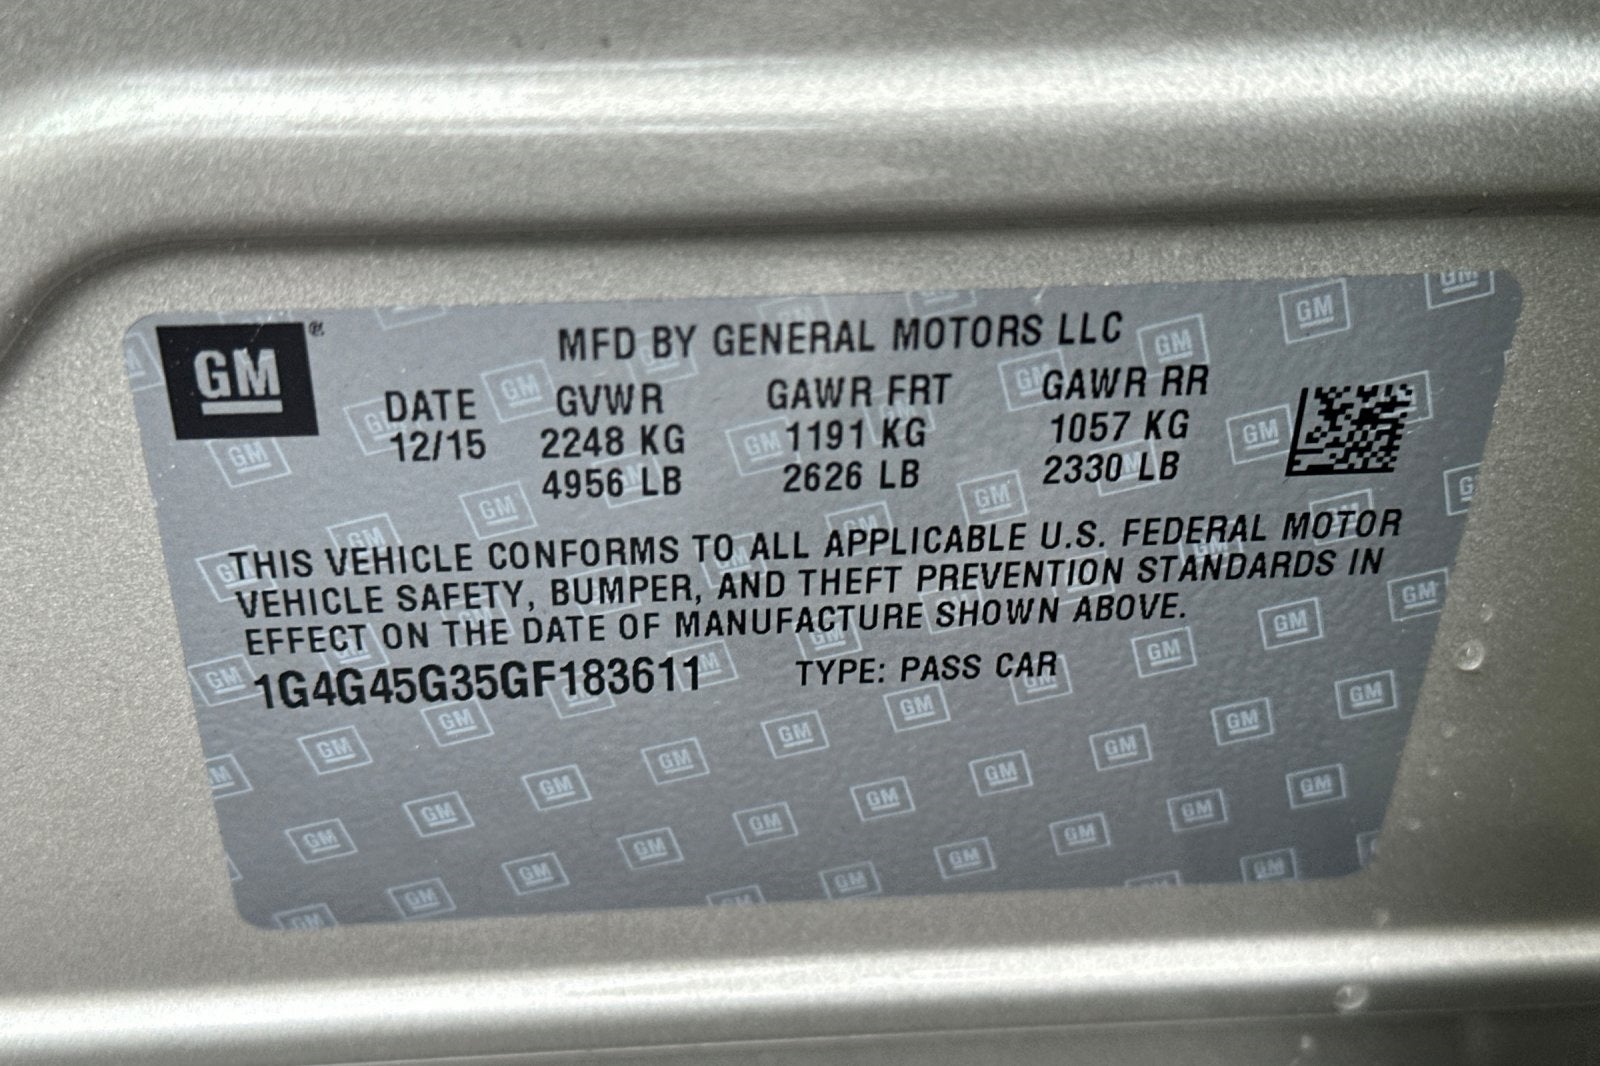 GM ®
MFD BY GENERAL MOTORS LLC
DATE GVWR GAWR FRT GAWR RR
12/15 2248 KG 1191 KG 1057 KG
4956 LB 2626 LB 2330 LB
THIS VEHICLE CONFORMS TO ALL APPLICABLE U.S. FEDERAL MOTOR
VEHICLE SAFETY, BUMPER, AND THEFT PREVENTION STANDARDS IN
EFFECT ON THE DATE OF MANUFACTURE SHOWN ABOVE.
1G4G45G35GF183611 TYPE: PASS CAR